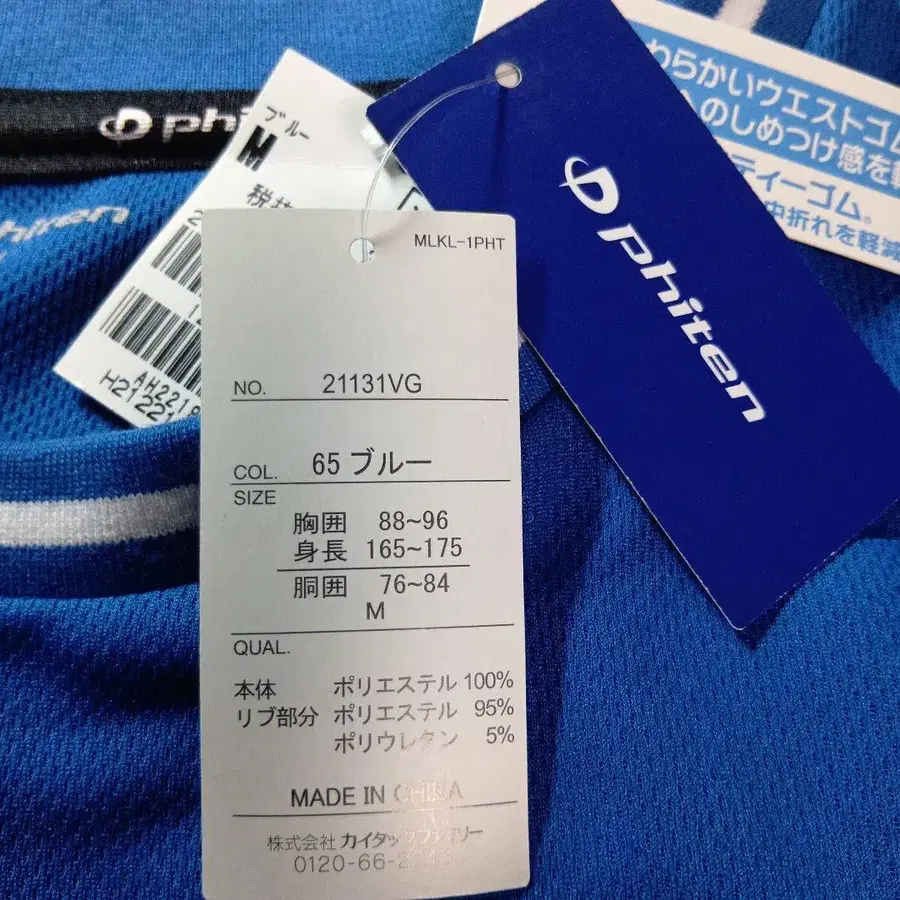 phiten
ブルー
M
phiten
わらかいウエストゴム
のしめつけ感を
ティーゴム®
中折れを軽減
phiten
MLKL-1PHT
NO. 21131VG
COL. 65 ブルー
SIZE
胸囲 88~96
身長 165~175
胴囲 76~84
M
QUAL.
本体 ポリエステル 100%
リブ部分 ポリエステル 95%
ポリウレタン 5%
MADE IN CHINA
株式会社 カイタックファミリー
0120-66-